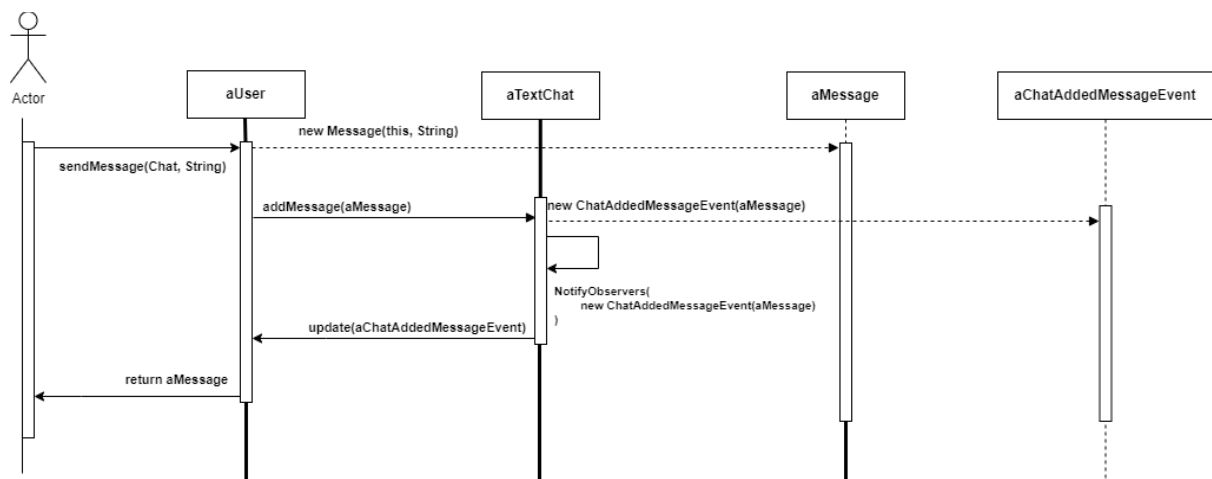 Actor
aUser
aTextChat
aMessage
aChatAddedMessageEvent
new Message(this, String)
sendMessage(Chat, String)
addMessage(aMessage)
new ChatAddedMessageEvent(aMessage)
NotifyObservers(
new ChatAddedMessageEvent(aMessage)
)
update(aChatAddedMessageEvent)
return aMessage